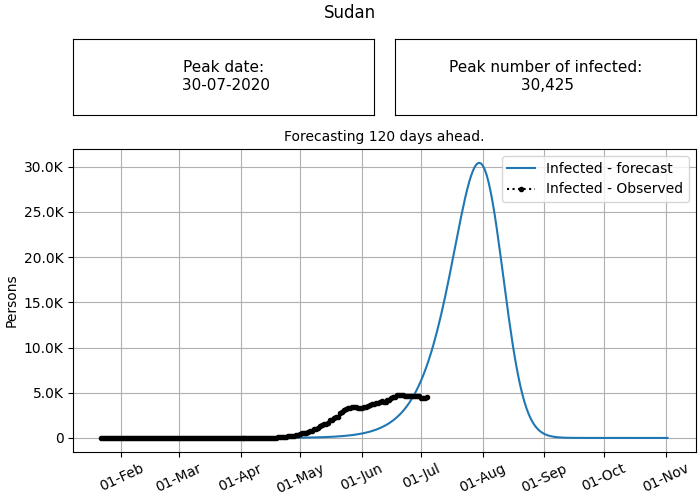 Sudan
Peak date:
30-07-2020
Peak number of infected:
30,425
Forecasting 120 days ahead.
Infected - forecast
Infected - Observed
30.0K
25.0K
20.0K
15.0K
10.0K
5.0K
0
Persons
01-Feb
01-Mar
01-Apr
01-May
01-Jun
01-Jul
01-Aug
01-Sep
01-Oct
01-Nov